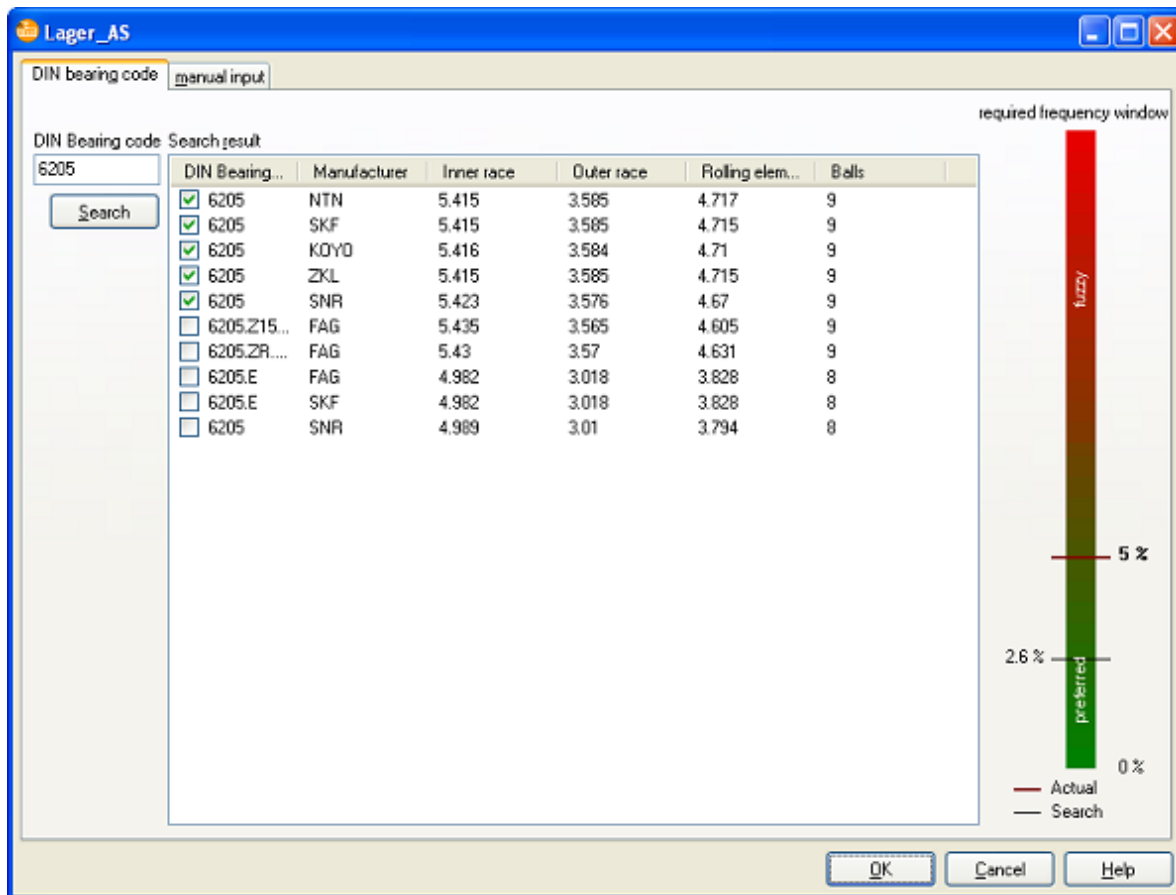 Lager_AS
DIN bearing code manual input
required frequency window
DIN Bearing code Search result
6205
Search
DIN Bearing... Manufacturer Inner race Outer race Rolling elem... Balls
6205 NTN 5.415 3.585 4.717 9
6205 SKF 5.415 3.585 4.715 9
6205 KOYO 5.416 3.584 4.71 9
6205 ZKL 5.415 3.585 4.715 9
6205 SNR 5.423 3.576 4.67 9
6205.Z15... FAG 5.435 3.565 4.605 9
6205.ZR.... FAG 5.43 3.57 4.631 9
6205.E FAG 4.982 3.018 3.828 8
6205.E SKF 4.982 3.018 3.828 8
6205 SNR 4.989 3.01 3.794 8
fuzzy
5 %
2.6 %
preferred
0 %
Actual
Search
OK Cancel Help